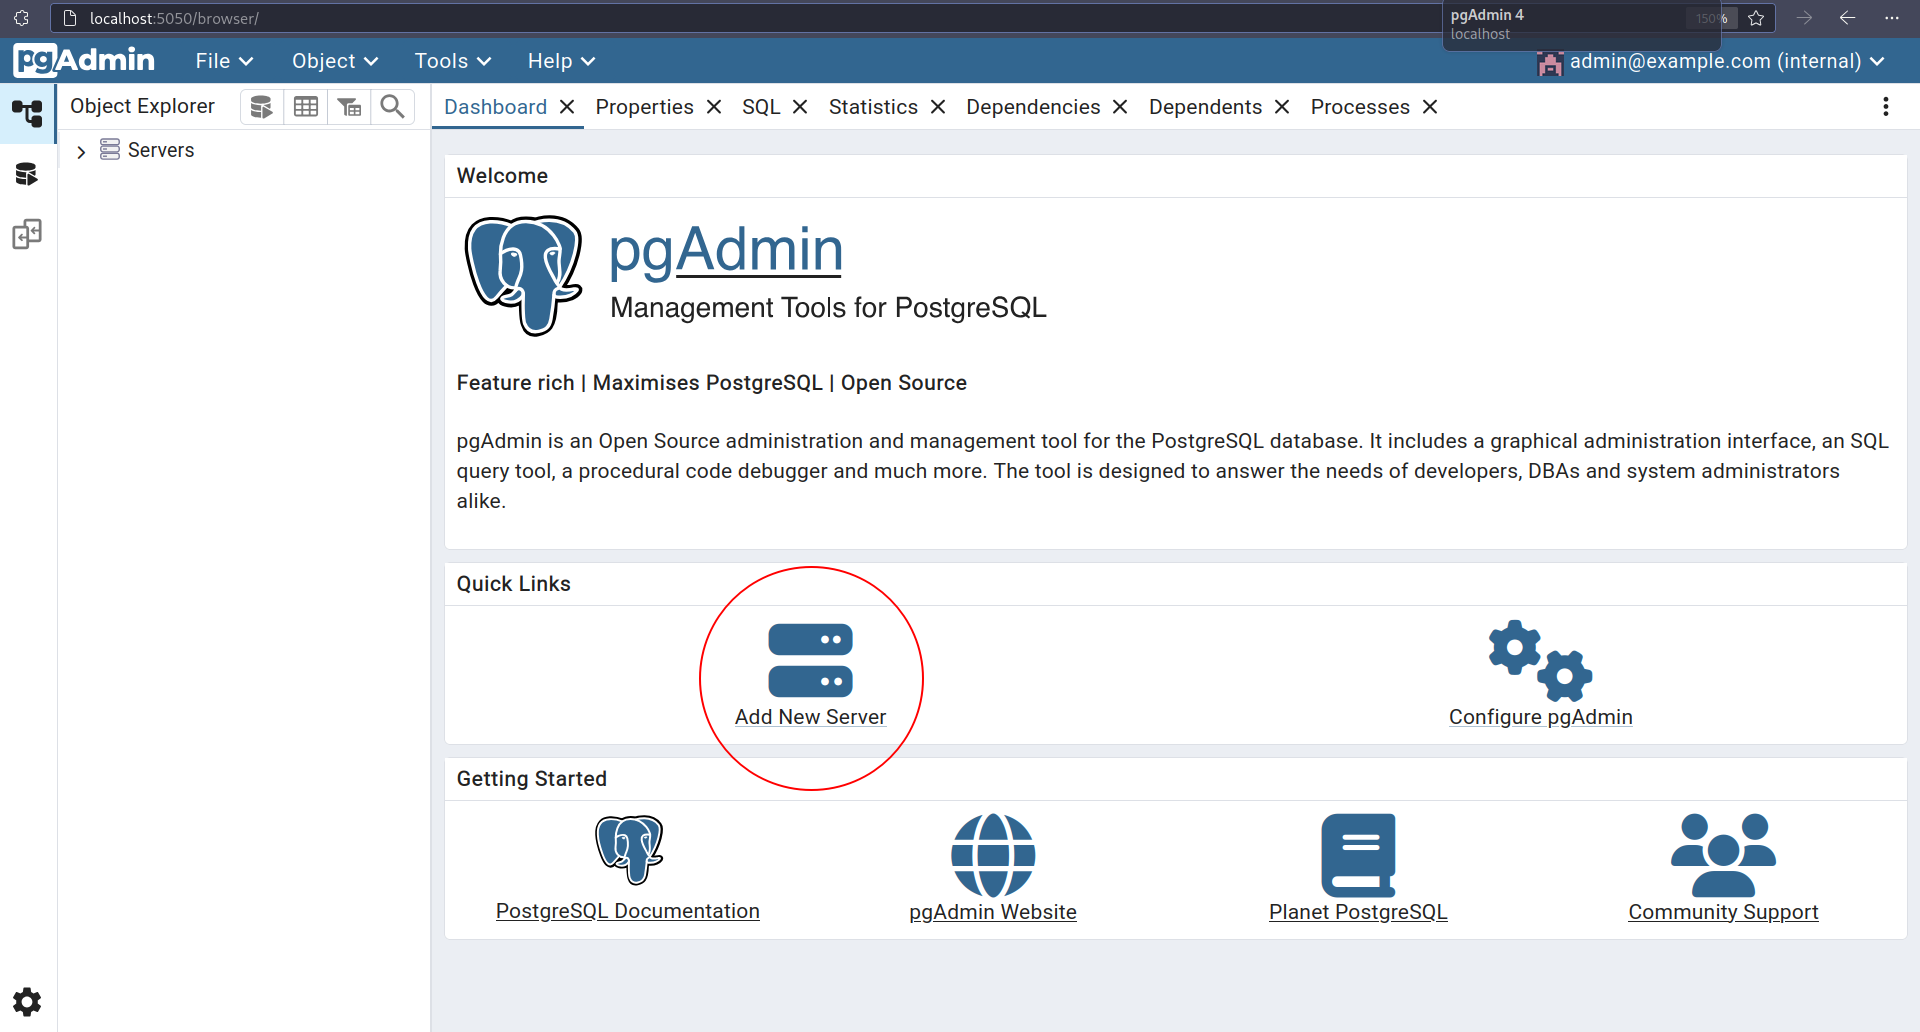 localhost:5050/browser/
150%
pgAdmin 4
localhost
pgAdmin
File
Object
Tools
Help
admin@example.com (internal)
Object Explorer
Dashboard
Properties
SQL
Statistics
Dependencies
Dependents
Processes
Servers
Welcome
pgAdmin
Management Tools for PostgreSQL
Feature rich | Maximises PostgreSQL | Open Source
pgAdmin is an Open Source administration and management tool for the PostgreSQL database. It includes a graphical administration interface, an SQL
query tool, a procedural code debugger and much more. The tool is designed to answer the needs of developers, DBAs and system administrators
alike.
Quick Links
Add New Server
Configure pgAdmin
Getting Started
PostgreSQL Documentation
pgAdmin Website
Planet PostgreSQL
Community Support